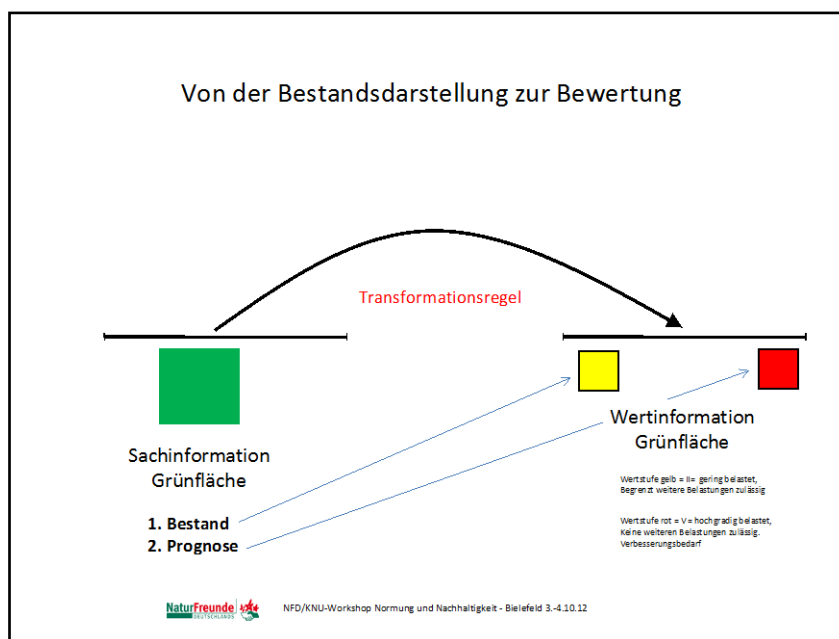 Von der Bestandsdarstellung zur Bewertung
Transformationsregel
Sachinformation
Grünfläche
1. Bestand
2. Prognose
Wertinformation
Grünfläche
Wertstufe gelb = II= gering belastet,
Begrenzt weitere Belastungen zulässig
Wertstufe rot = V= hochgradig belastet,
Keine weiteren Belastungen zulässig.
Verbesserungsbedarf
NaturFreunde
DEUTSCHLANDS
NFD/KNU-Workshop Normung und Nachhaltigkeit - Bielefeld 3.-4.10.12